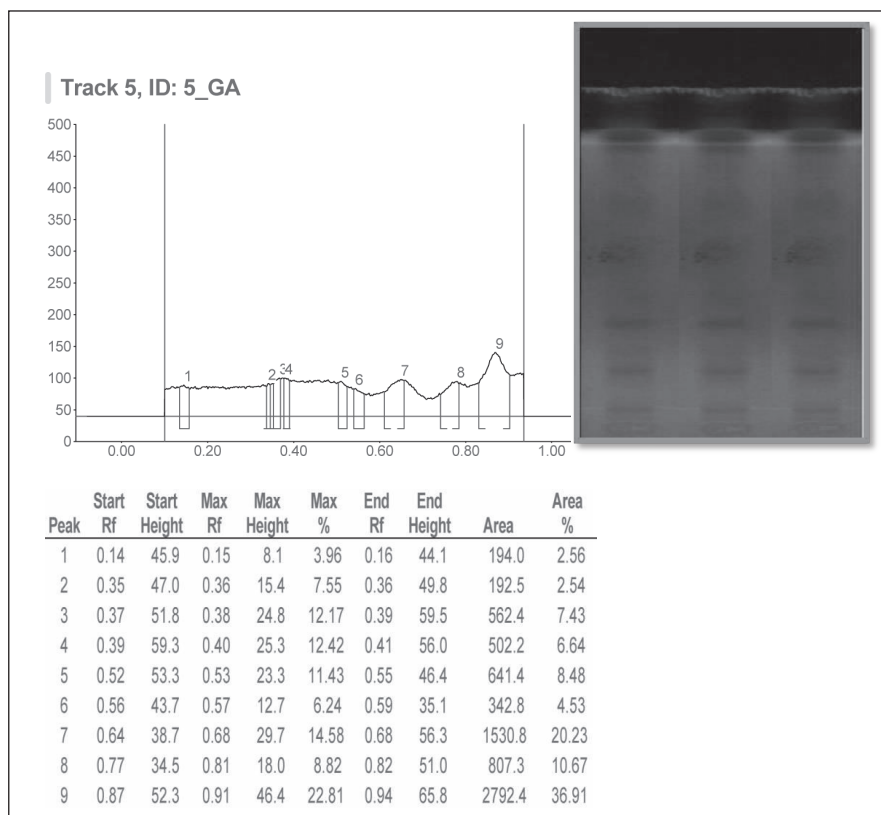 Track 5, ID: 5_GA
500
450
400
350
300
250
200
150
100
50
0
1
2
3
4
5
6
7
8
9
0.00 0.20 0.40 0.60 0.80 1.00
Start Start Max Max Max End End Area
Peak Rf Height Rf Height % Rf Height Area %
1 0.14 45.9 0.15 8.1 3.96 0.16 44.1 194.0 2.56
2 0.35 47.0 0.36 15.4 7.55 0.36 49.8 192.5 2.54
3 0.37 51.8 0.38 24.8 12.17 0.39 59.5 562.4 7.43
4 0.39 59.3 0.40 25.3 12.42 0.41 56.0 502.2 6.64
5 0.52 53.3 0.53 23.3 11.43 0.55 46.4 641.4 8.48
6 0.56 43.7 0.57 12.7 6.24 0.59 35.1 342.8 4.53
7 0.64 38.7 0.68 29.7 14.58 0.68 56.3 1530.8 20.23
8 0.77 34.5 0.81 18.0 8.82 0.82 51.0 807.3 10.67
9 0.87 52.3 0.91 46.4 22.81 0.94 65.8 2792.4 36.91